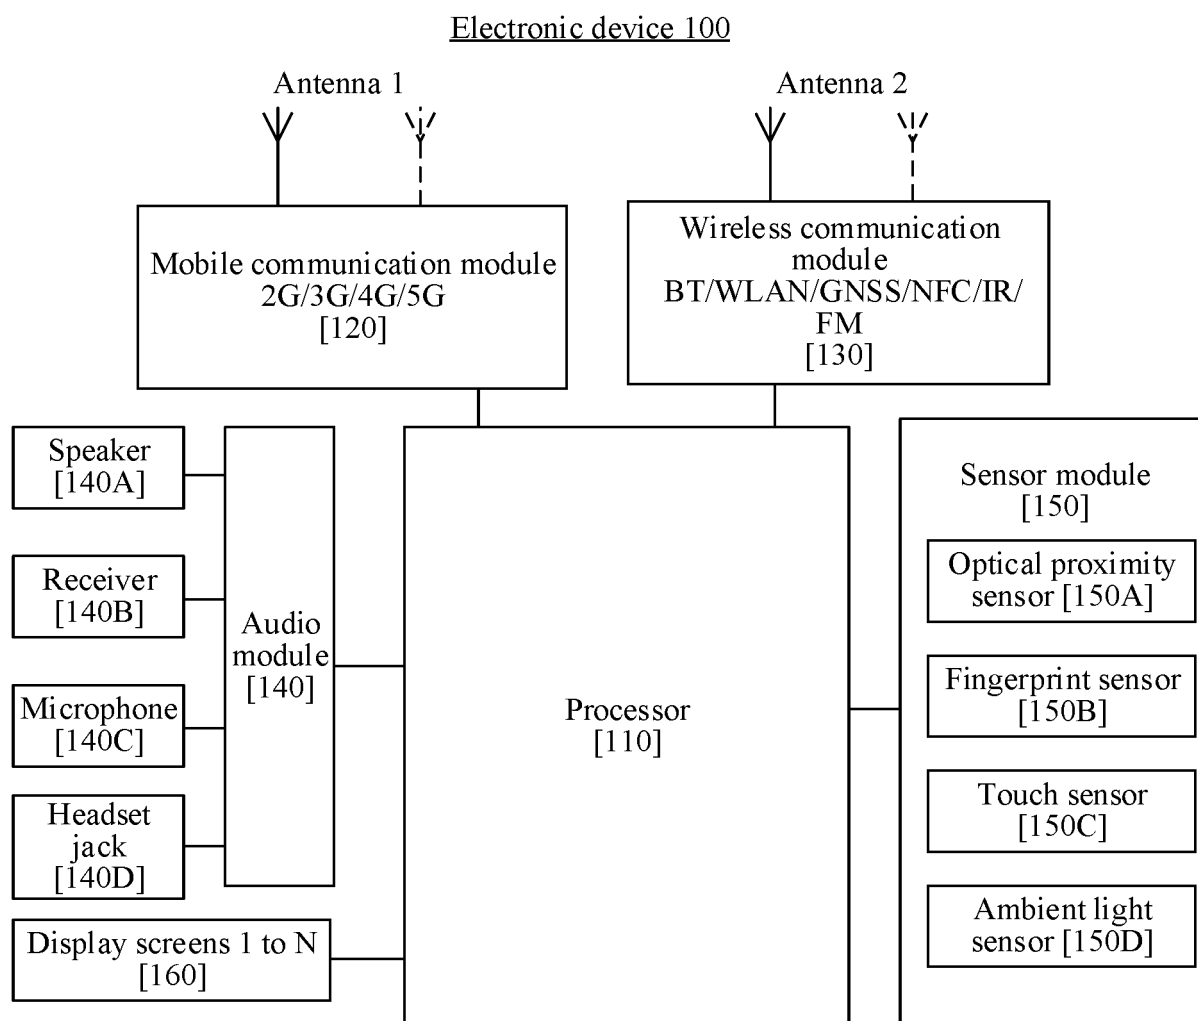 Electronic device 100
Antenna 1
Antenna 2
Mobile communication module
2G/3G/4G/5G
[120]
Wireless communication
module
BT/WLAN/GNSS/NFC/IR/
FM
[130]
Speaker
[140A]
Receiver
[140B]
Microphone
[140C]
Headset
jack
[140D]
Audio
module
[140]
Display screens 1 to N
[160]
Processor
[110]
Sensor module
[150]
Optical proximity
sensor [150A]
Fingerprint sensor
[150B]
Touch sensor
[150C]
Ambient light
sensor [150D]